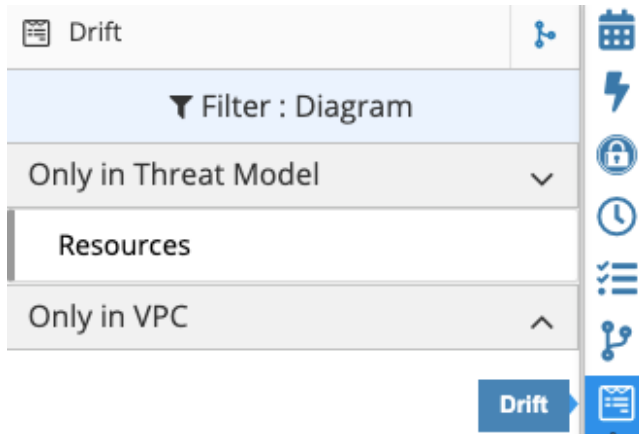 Drift
Filter : Diagram
Only in Threat Model
Resources
Only in VPC
Drift